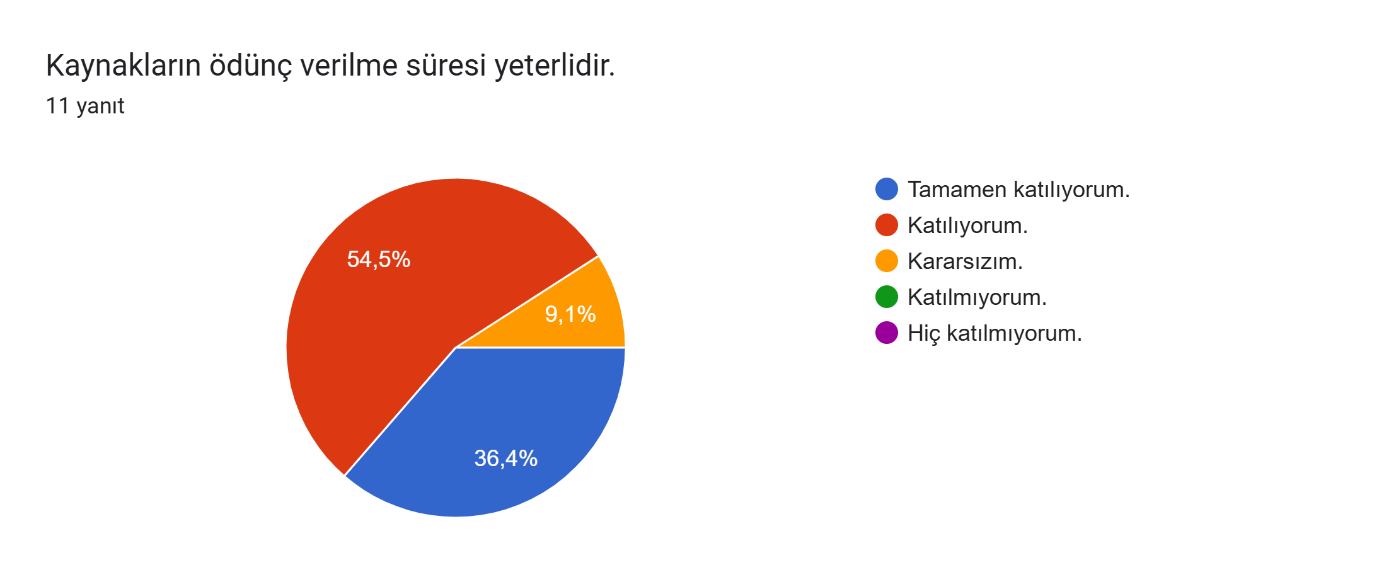 Kaynakların ödünç verilme süresi yeterlidir.
11 yanıt
54,5%
9,1%
36,4%
Tamamen katılıyorum.
Katılıyorum.
Kararsızım.
Katılmıyorum.
Hiç katılmıyorum.